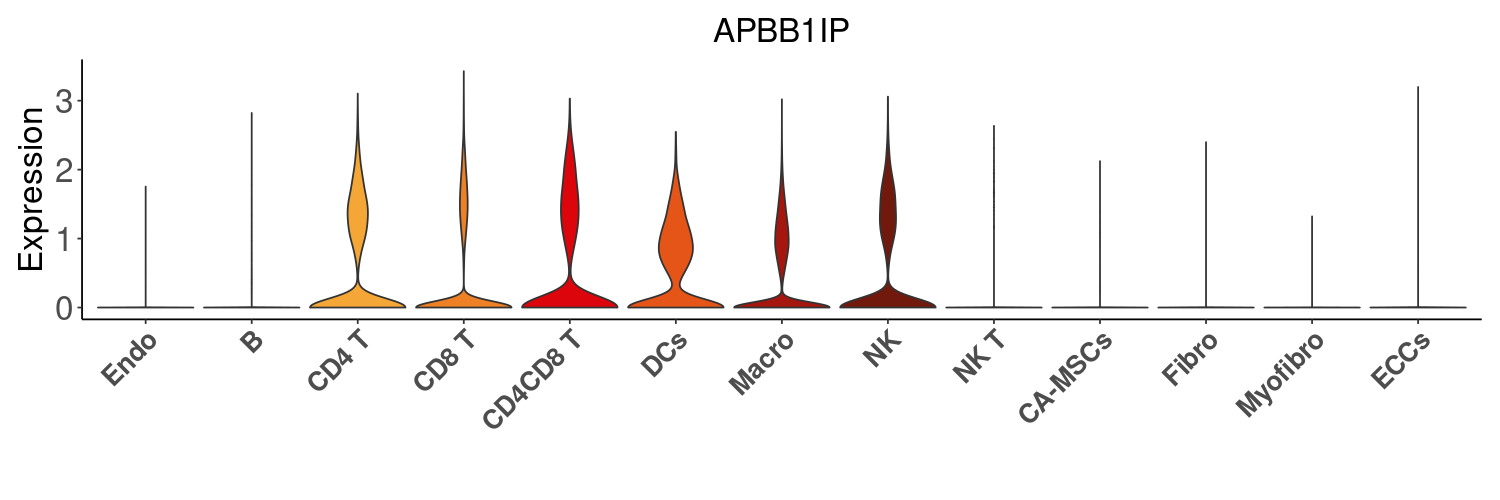 APBB1IP
Expression
3
2
1
0
Endo
B
CD4 T
CD8 T
CD4CD8 T
DCs
Macro
NK
NK T
CA-MSCs
Fibro
Myofibro
ECCs